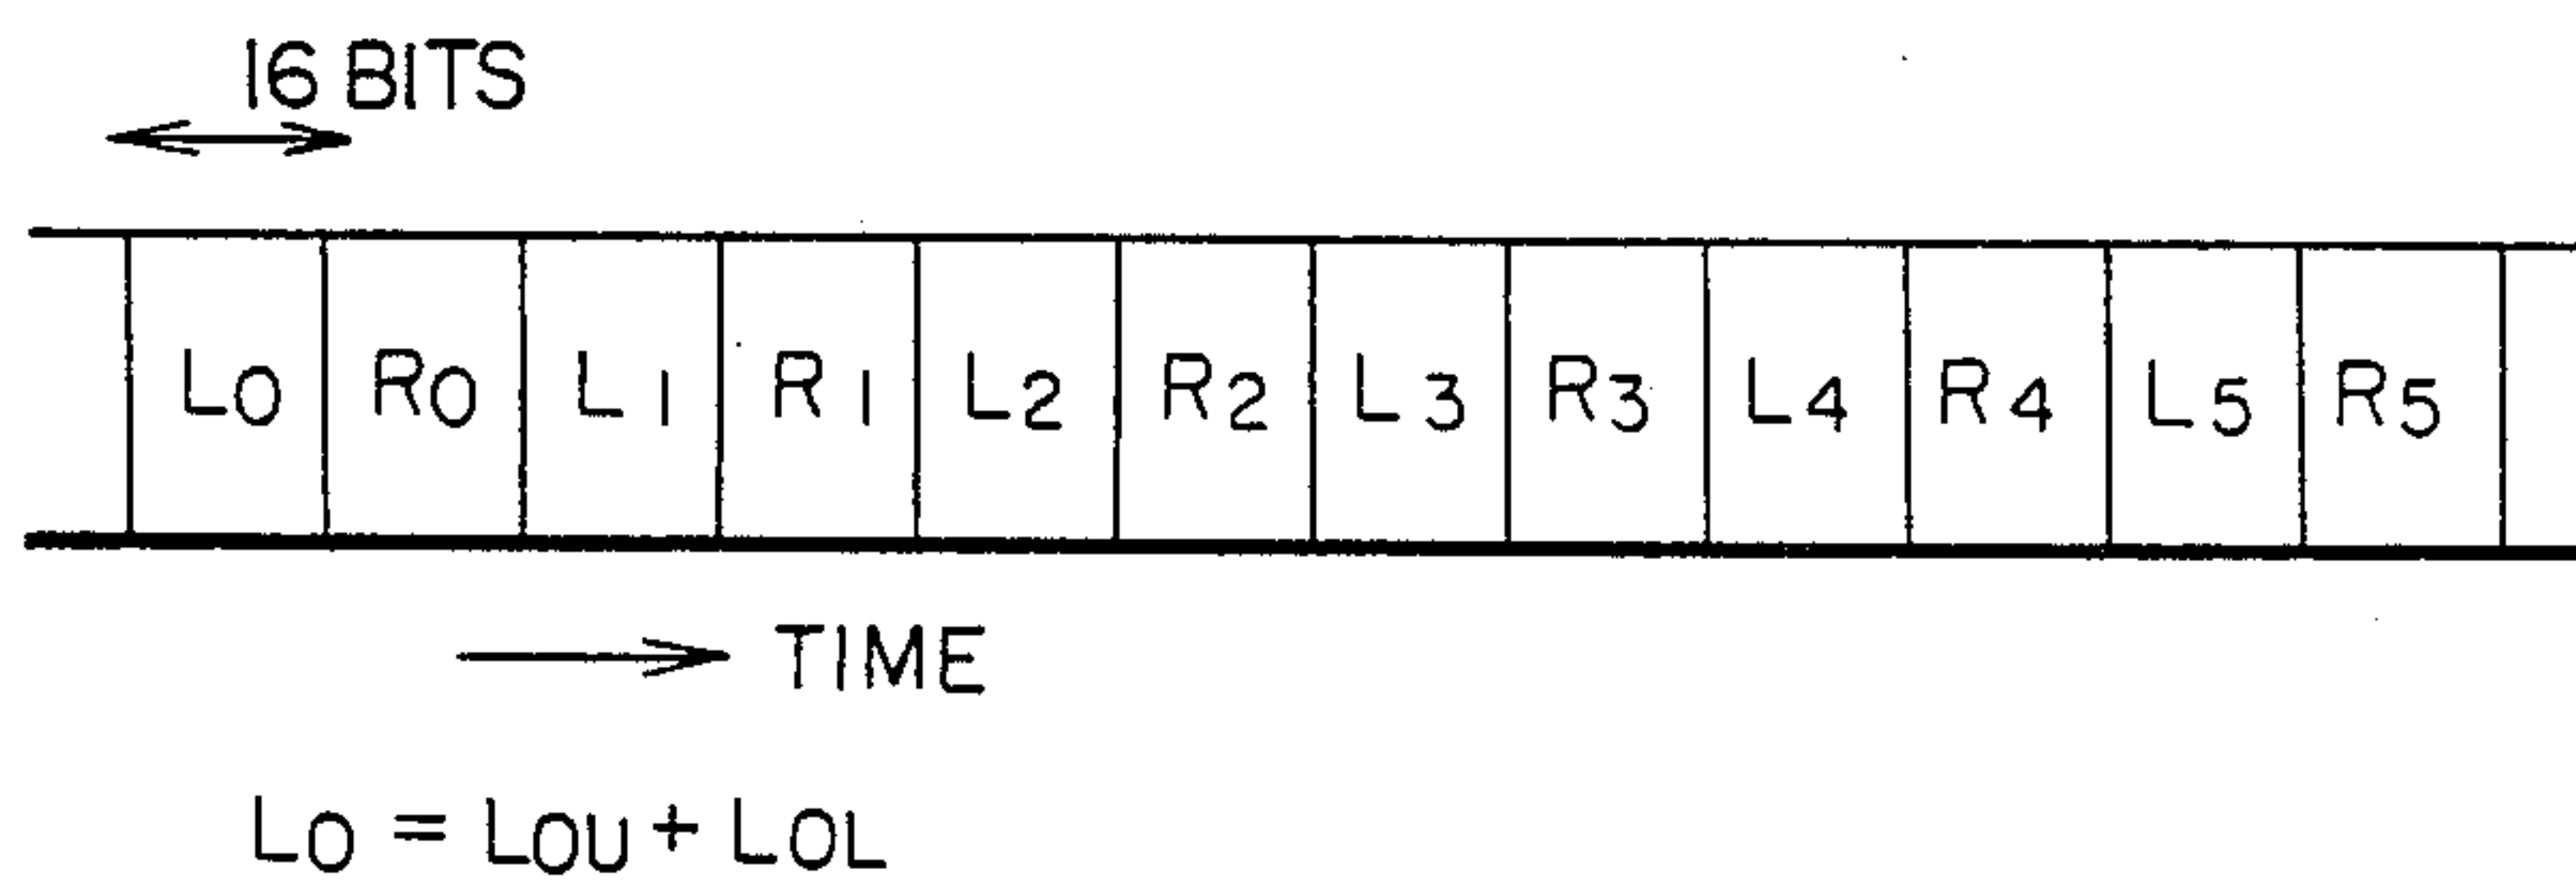 16 BITS
L0 R0 L1 R1 L2 R2 L3 R3 L4 R4 L5 R5
TIME
L0 = L0U + L0L